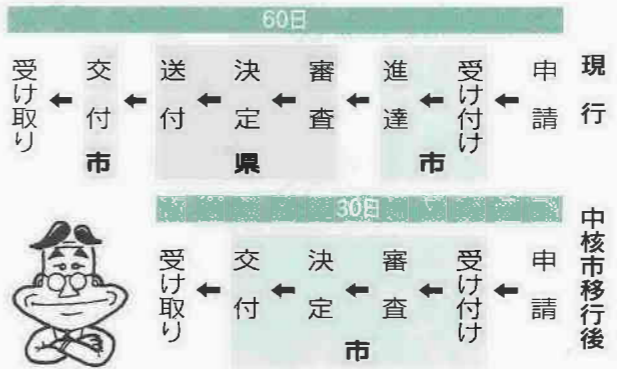 現行
60日
申請
受け付け
進達
市
審査
決定
送付
県
交付
市
受け取り
中核市移行後
30日
申請
受け付け
審査
決定
交付
市
受け取り